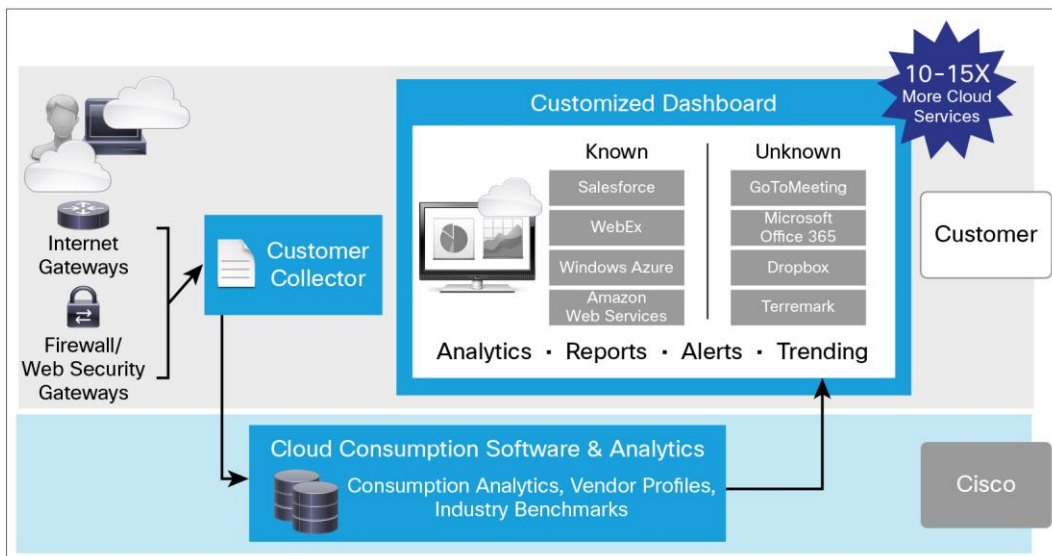 10-15X
More Cloud
Services
Customized Dashboard
Known
Unknown
Salesforce
GoToMeeting
WebEx
Microsoft
Office 365
Windows Azure
Dropbox
Amazon
Web Services
Terremark
Analytics · Reports · Alerts · Trending
Internet
Gateways
Firewall/
Web Security
Gateways
Customer
Collector
Customer
Cloud Consumption Software & Analytics
Consumption Analytics, Vendor Profiles,
Industry Benchmarks
Cisco